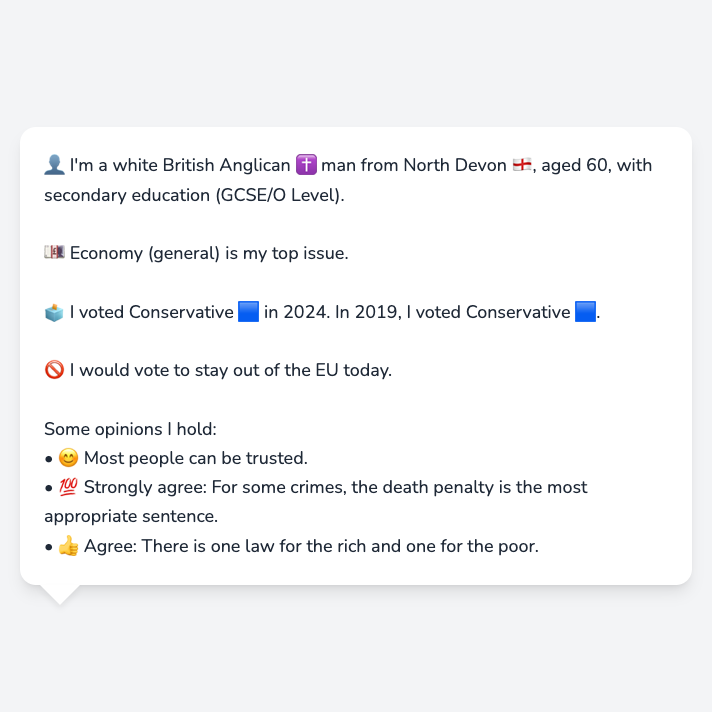 👤 I'm a white British Anglican ✝️ man from North Devon 🏴󠁧󠁢󠁥󠁮󠁧󠁿, aged 60, with
secondary education (GCSE/O Level).
💷 Economy (general) is my top issue.
🗳️ I voted Conservative 🟦 in 2024. In 2019, I voted Conservative 🟦.
🚫 I would vote to stay out of the EU today.
Some opinions I hold:
• 😊 Most people can be trusted.
• 💯 Strongly agree: For some crimes, the death penalty is the most
appropriate sentence.
• 👍 Agree: There is one law for the rich and one for the poor.